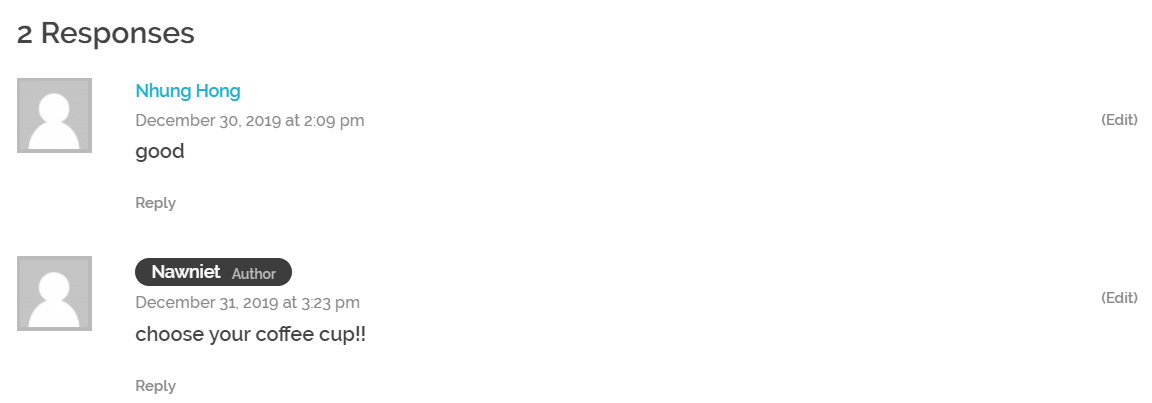 2 Responses
Nhung Hong
December 30, 2019 at 2:09 pm
(Edit)
good
Reply
Nawniet Author
December 31, 2019 at 3:23 pm
(Edit)
choose your coffee cup!!
Reply